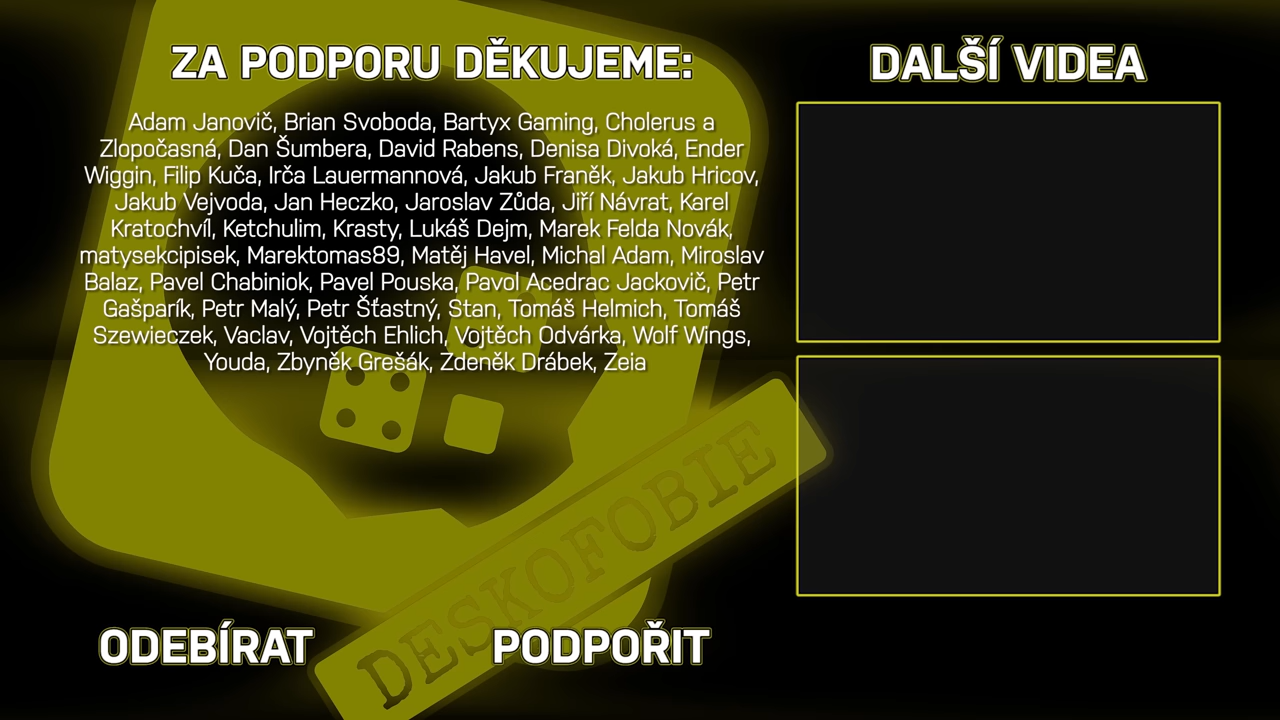 ZA PODPORU DĚKUJEME:
Adam Janovič, Brian Svoboda, Bartyx Gaming, Cholerus a
Zlopočasná, Dan Šumbera, David Rabens, Denisa Divoká, Ender
Wiggin, Filip Kuča, Irča Lauermannová, Jakub Franěk, Jakub Hricov,
Jakub Vejvoda, Jan Heczko, Jaroslav Zůda, Jiří Návrat, Karel
Kratochvíl, Ketchulim, Krasty, Lukáš Dejm, Marek Felda Novák,
matysekcipisek, Marektomas89, Matěj Havel, Michal Adam, Miroslav
Balaz, Pavel Chabiniok, Pavel Pouska, Pavol Acedrac Jackovič, Petr
Gašparík, Petr Malý, Petr Šťastný, Stan, Tomáš Helmich, Tomáš
Szewieczek, Vaclav, Vojtěch Ehlich, Vojtěch Odvárka, Wolf Wings,
Youda, Zbyněk Grešák, Zdeněk Drábek, Zeia
DALŠÍ VIDEA
DESKOFOBIE
ODEBÍRAT
PODPOŘIT